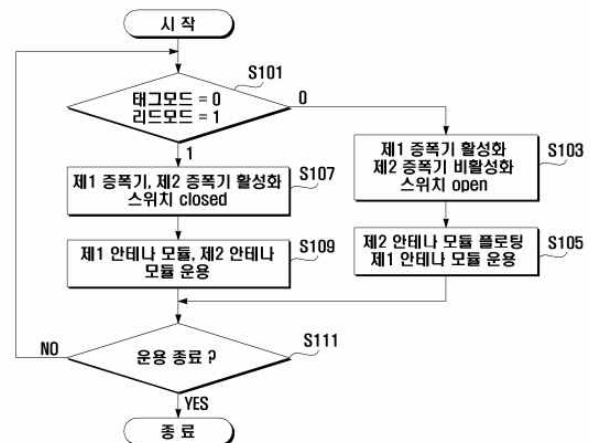 시 작
S101
태그모드 = 0
리드모드 = 1
0
1
제1 증폭기 활성화
제2 증폭기 비활성화
스위치 open
S103
제1 증폭기, 제2 증폭기 활성화
스위치 closed
S107
제2 안테나 모듈 플로팅
제1 안테나 모듈 운용
S105
제1 안테나 모듈, 제2 안테나
모듈 운용
S109
운용 종료 ?
S111
NO
YES
종 료